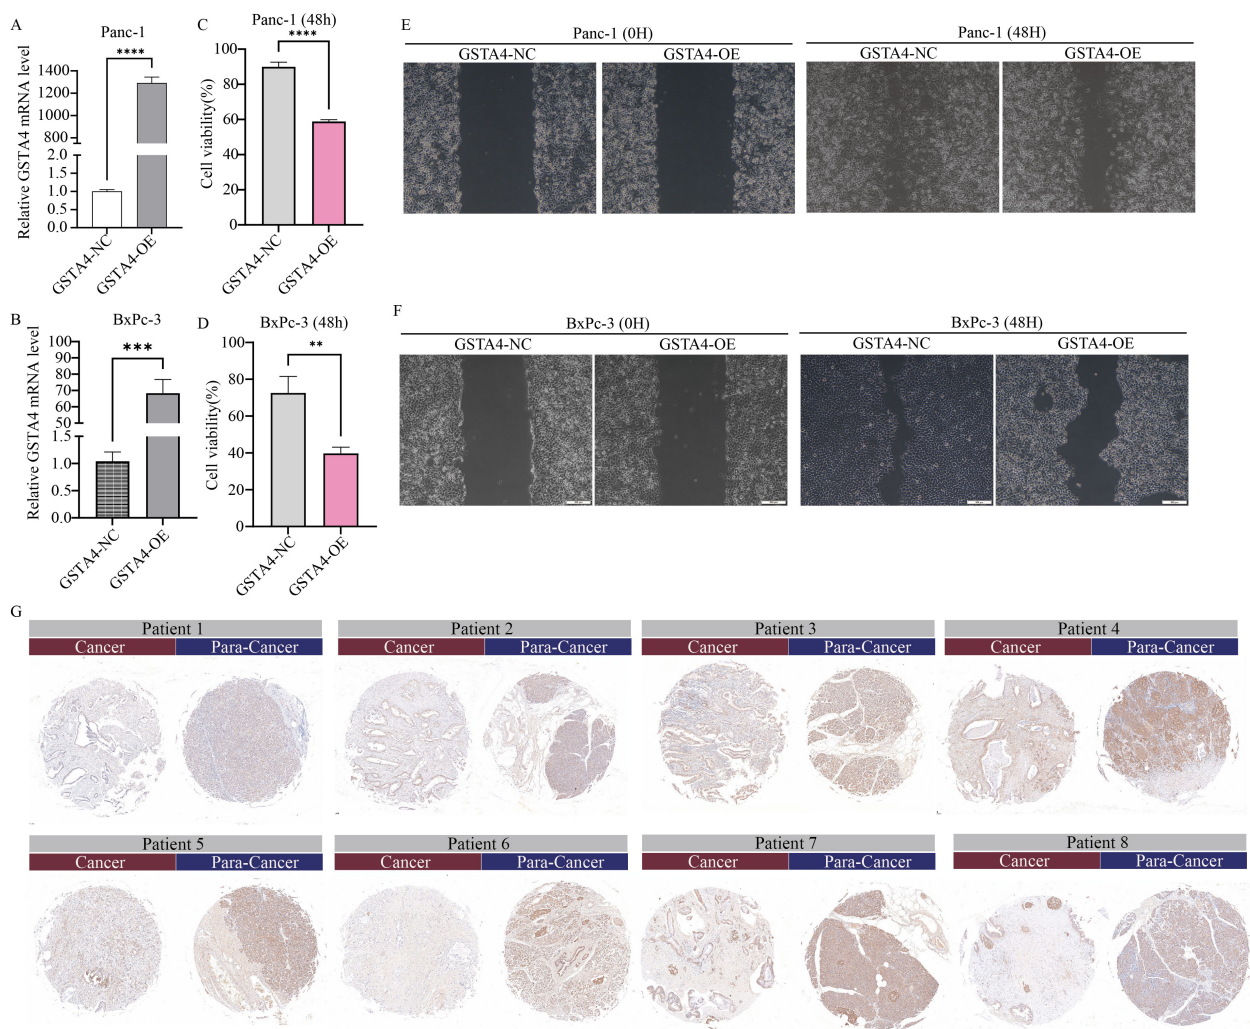 A
Panc-1
Relative GSTA4 mRNA level
****
1400
1200
1000
800
2.0
1.5
1.0
0.5
0.0
GSTA4-NC
GSTA4-OE
C
Panc-1 (48h)
Cell viability(%)
****
100
80
60
40
20
0
GSTA4-NC
GSTA4-OE
E
Panc-1 (0H)
GSTA4-NC GSTA4-OE
Panc-1 (48H)
GSTA4-NC GSTA4-OE
B
BxPc-3
Relative GSTA4 mRNA level
***
100
90
80
70
60
50
1.5
1.0
0.5
0.0
GSTA4-NC
GSTA4-OE
D
BxPc-3 (48h)
Cell viability(%)
**
80
60
40
20
0
GSTA4-NC
GSTA4-OE
F
BxPc-3 (0H)
GSTA4-NC GSTA4-OE
BxPc-3 (48H)
GSTA4-NC GSTA4-OE
G
Patient 1
Cancer Para-Cancer
Patient 2
Cancer Para-Cancer
Patient 3
Cancer Para-Cancer
Patient 4
Cancer Para-Cancer
Patient 5
Cancer Para-Cancer
Patient 6
Cancer Para-Cancer
Patient 7
Cancer Para-Cancer
Patient 8
Cancer Para-Cancer